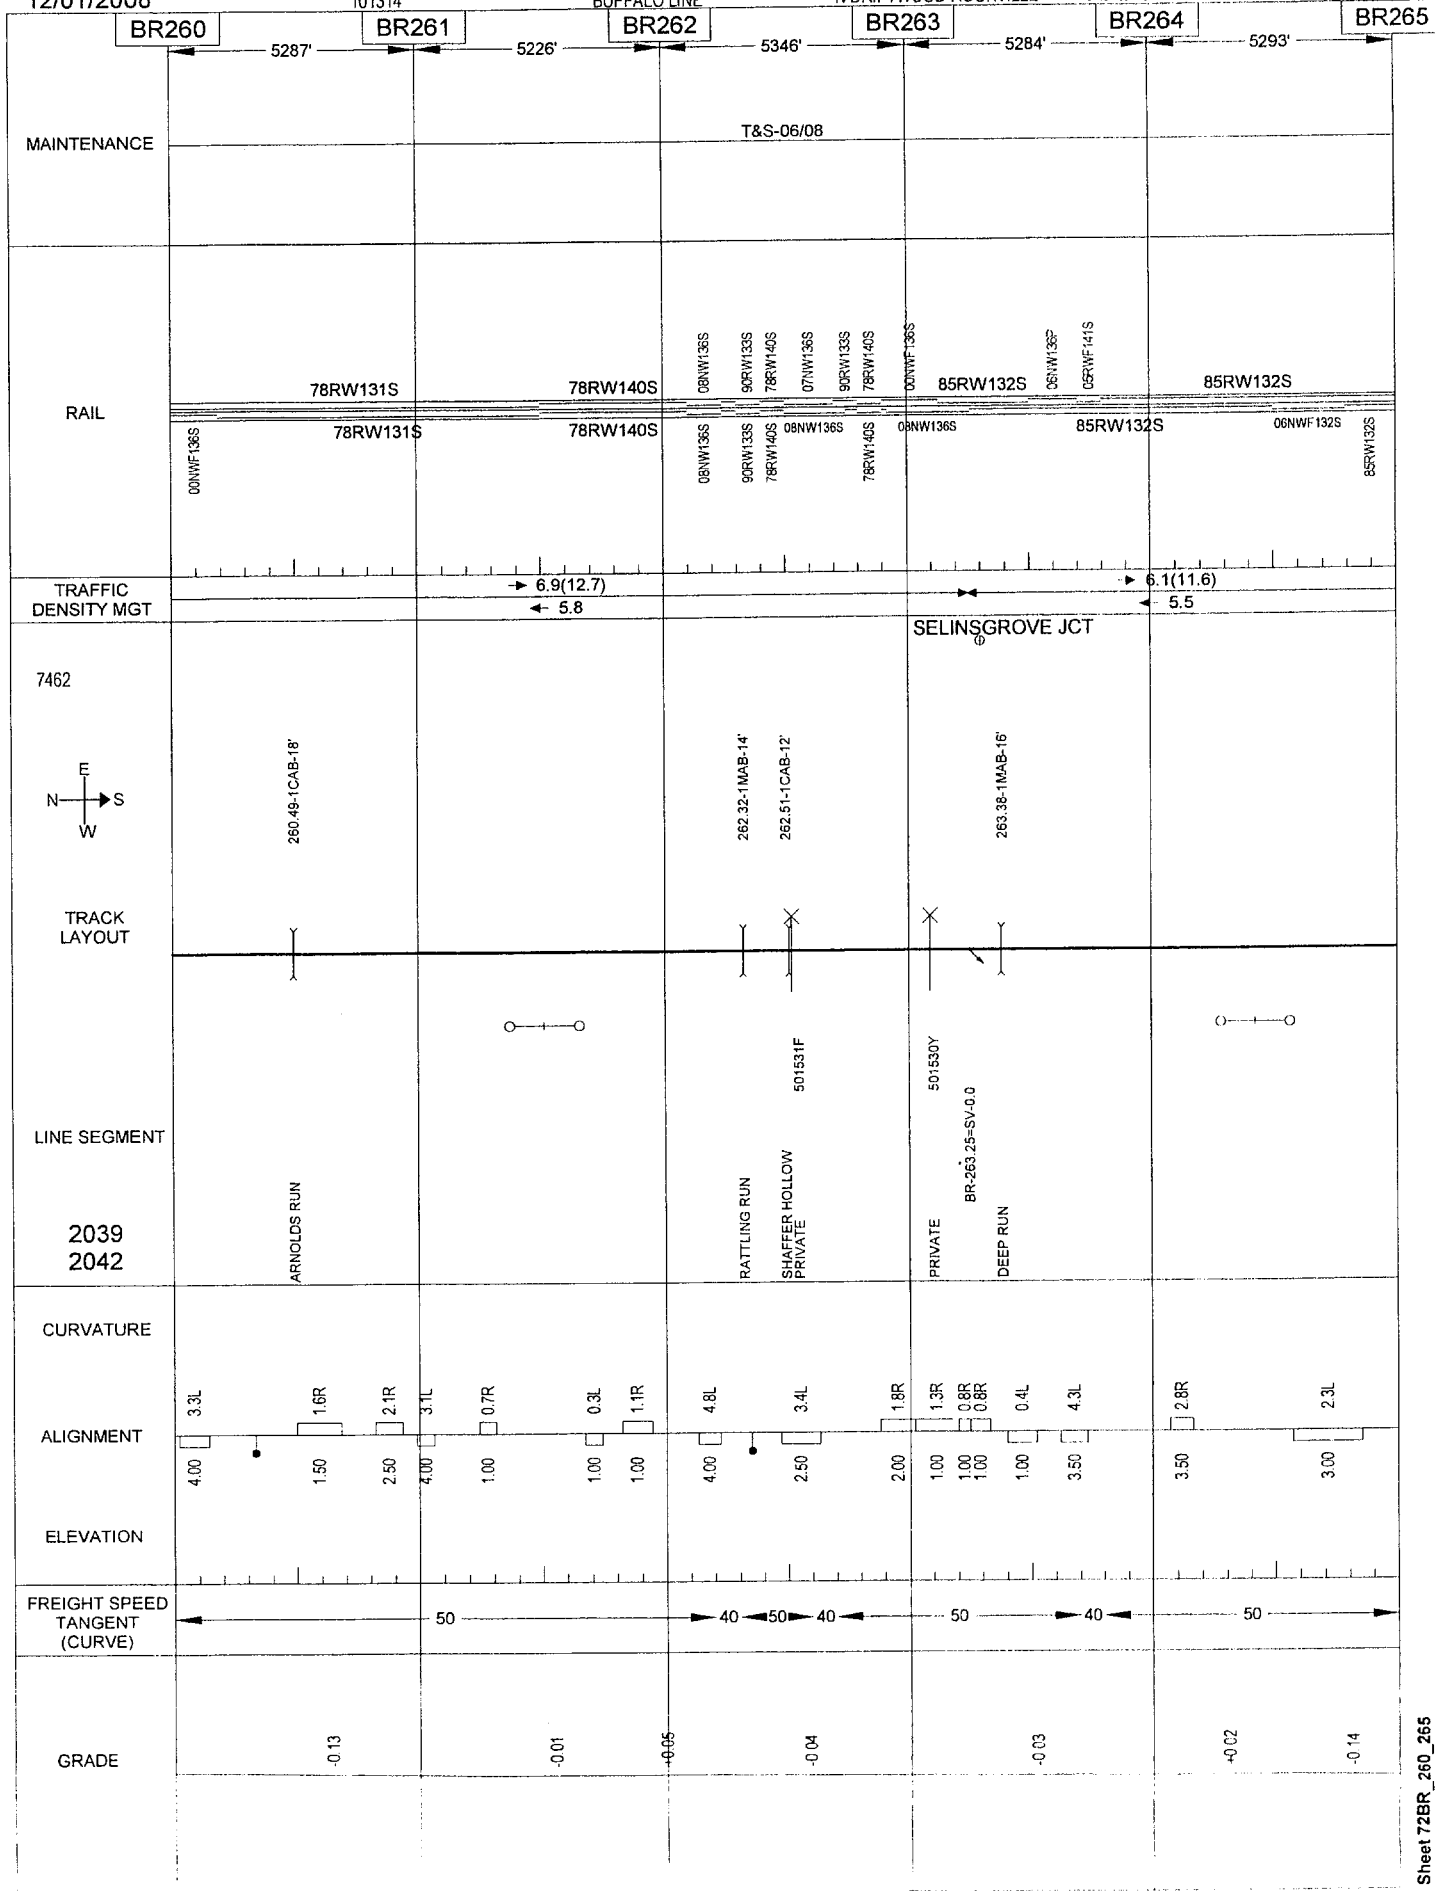 12/01/2008 101314 BUFFALO LINE
BR260 BR261 BR262 BR263 BR264 BR265
5287' 5226' 5346' 5284' 5293'
MAINTENANCE
T&S-06/08
RAIL
08NW136S 90RW133S 78RW140S 07NW136S 90RW133S 78RW140S 00NWF136S 06NW136P 05RWF141S
78RW131S 78RW140S 85RW132S 85RW132S
78RW131S 78RW140S 08NW136S 08NW136S 85RW132S 06NWF132S
00NWF136S 08NW136S 90RW133S 78RW140S 78RW140S 85RW132S
TRAFFIC
DENSITY MGT
6.9(12.7) 6.1(11.6)
5.8 5.5
SELINSGROVE JCT
7462
E
N S
W
260.49-1CAB-18' 262.32-1MAB-14' 262.51-1CAB-12' 263.38-1MAB-16'
TRACK
LAYOUT
501531F 501530Y
BR-263.25=SV-0.0
LINE SEGMENT
2039
2042
ARNOLDS RUN
RATTLING RUN
SHAFFER HOLLOW
PRIVATE
PRIVATE
DEEP RUN
CURVATURE
3.3L 1.6R 2.1R 3.1L 0.7R 0.3L 1.1R 4.8L 3.4L 1.8R 1.3R 0.8R 0.8R 0.4L 4.3L 2.8R 2.3L
ALIGNMENT
4.00 1.50 2.50 4.00 1.00 1.00 1.00 4.00 2.50 2.00 1.00 1.00 1.00 1.00 3.50 3.50 3.00
ELEVATION
FREIGHT SPEED
TANGENT
(CURVE)
50 40 50 40 50 40 50
GRADE
-0.13 -0.01 +0.05 -0.04 -0.03 +0.02 -0.14
Sheet 72BR_260_265